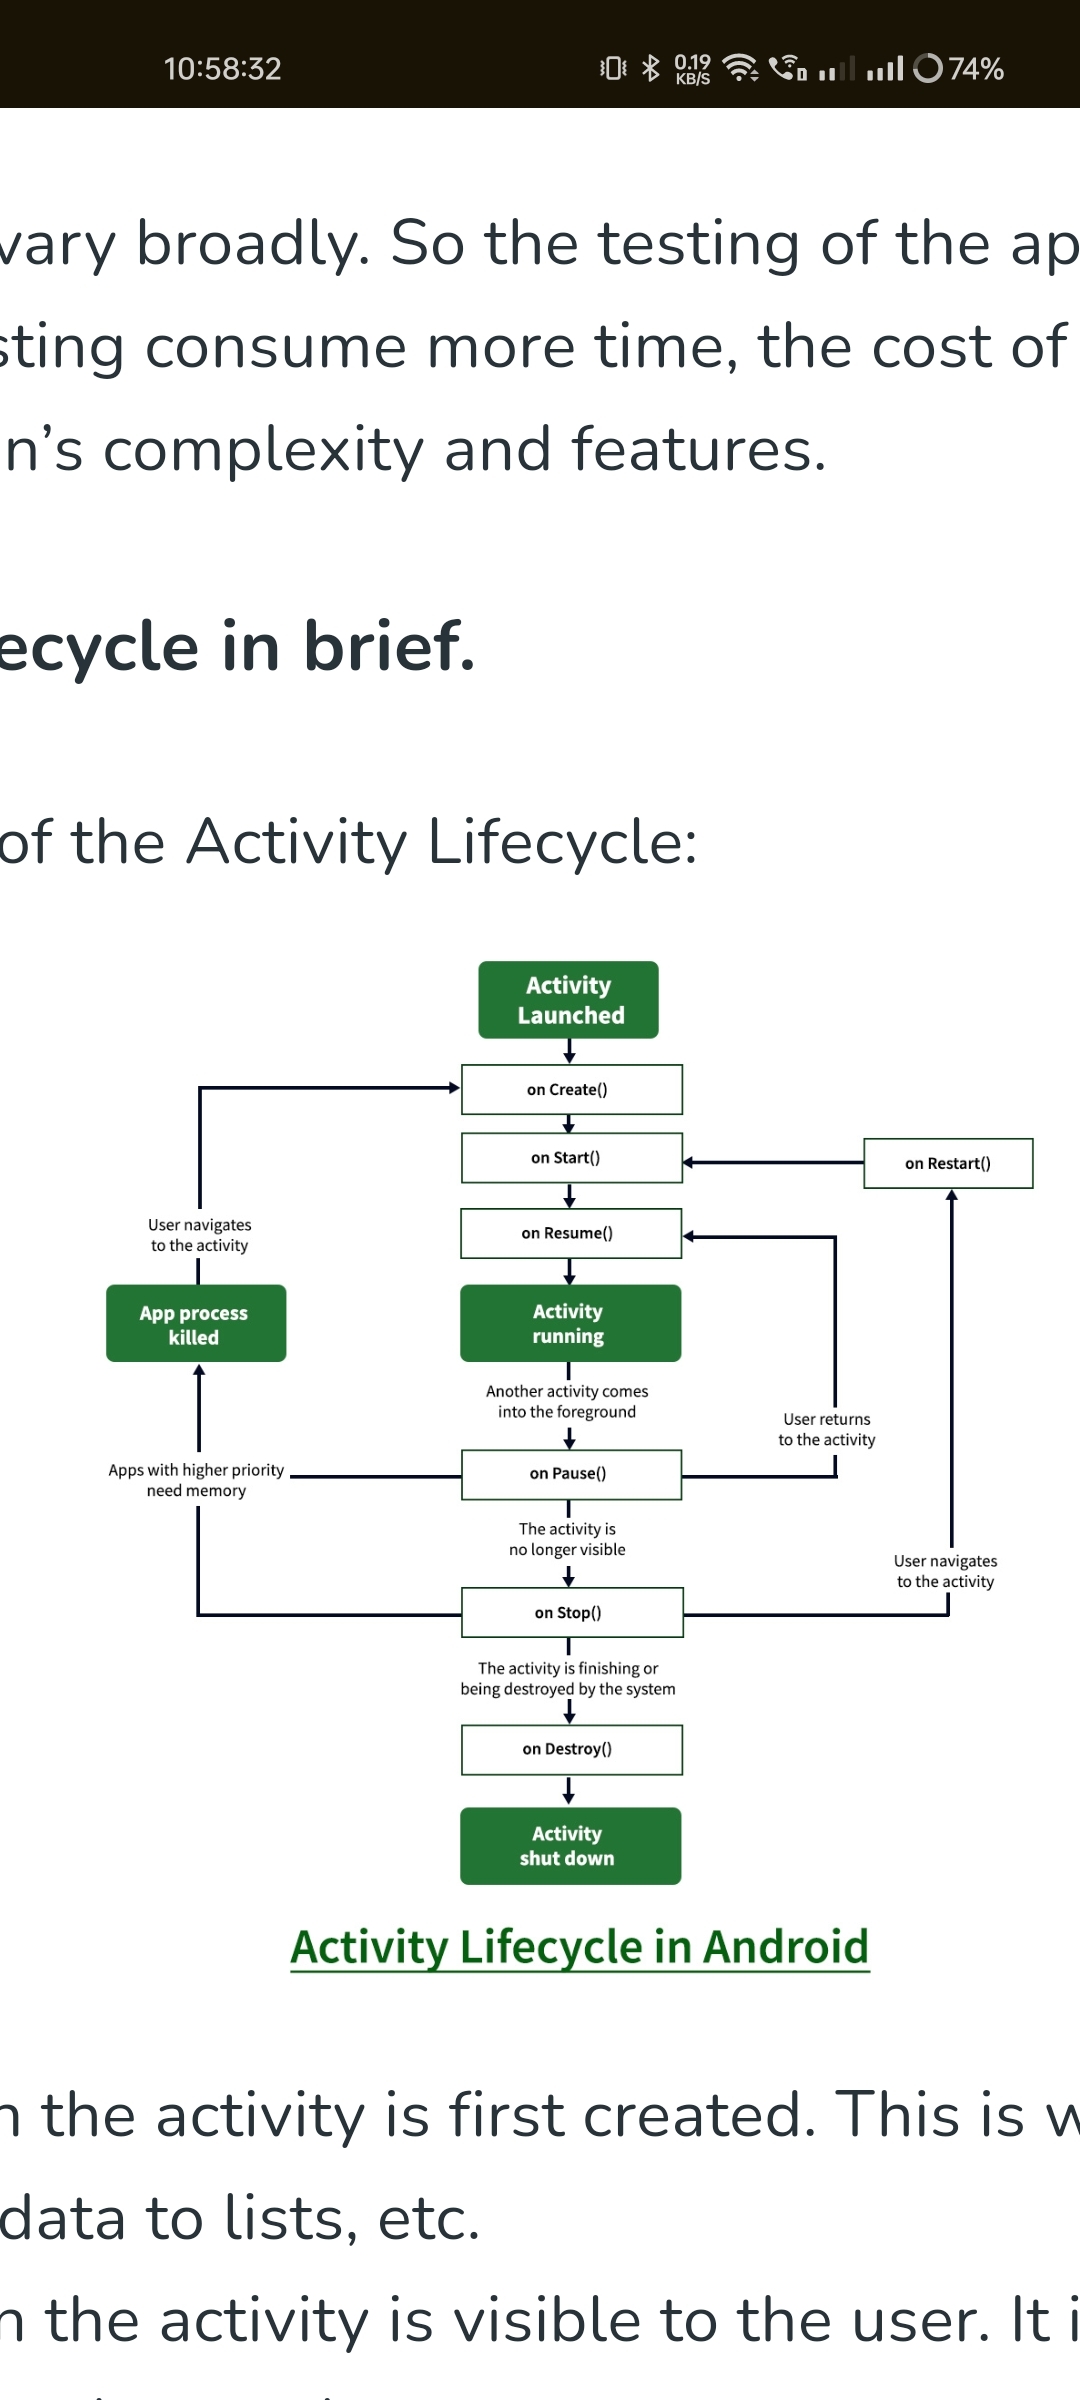 10:58:32
0.19
KB/S
74%
vary broadly. So the testing of the ap
sting consume more time, the cost of
n's complexity and features.
ecycle in brief.
of the Activity Lifecycle:
Activity
Launched
on Create()
on Start()
on Restart()
on Resume()
User navigates
to the activity
App process
killed
Activity
running
Another activity comes
into the foreground
User returns
to the activity
Apps with higher priority
need memory
on Pause()
The activity is
no longer visible
User navigates
to the activity
on Stop()
The activity is finishing or
being destroyed by the system
on Destroy()
Activity
shut down
Activity Lifecycle in Android
n the activity is first created. This is w
data to lists, etc.
n the activity is visible to the user. It i